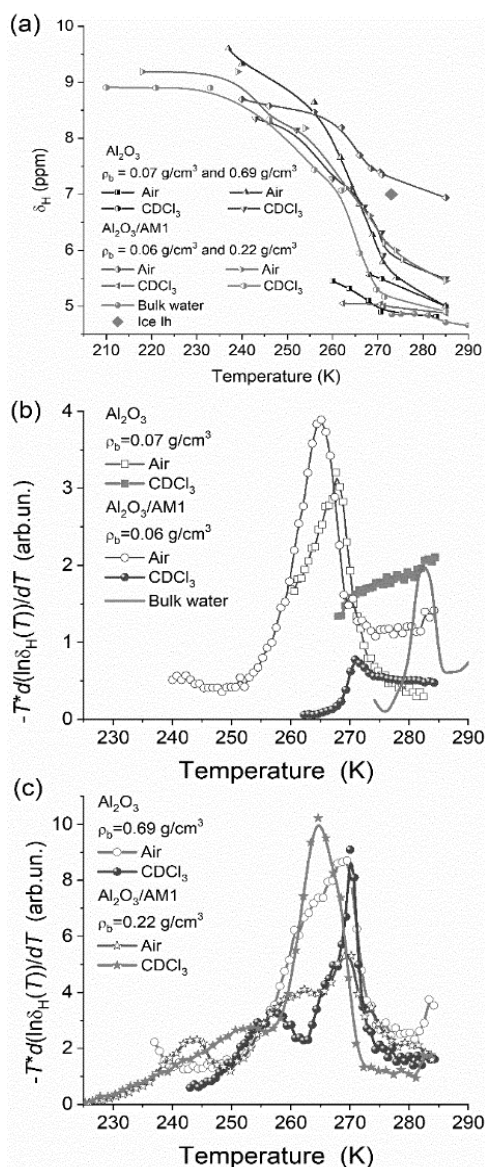 (a)
10
9
8
7
6
5
δH (ppm)
Al2O3
ρb = 0.07 g/cm3 and 0.69 g/cm3
Air Air
CDCl3 CDCl3
Al2O3/AM1
ρb = 0.06 g/cm3 and 0.22 g/cm3
Air Air
CDCl3 CDCl3
Bulk water
Ice Ih
210 220 230 240 250 260 270 280 290
Temperature (K)
(b)
4
3
2
1
0
-T*d(lnδH(T))/dT (arb.un.)
Al2O3
ρb=0.07 g/cm3
Air
CDCl3
Al2O3/AM1
ρb=0.06 g/cm3
Air
CDCl3
Bulk water
230 240 250 260 270 280 290
Temperature (K)
(c)
10
8
6
4
2
0
-T*d(lnδH(T))/dT (arb.un.)
Al2O3
ρb=0.69 g/cm3
Air
CDCl3
Al2O3/AM1
ρb=0.22 g/cm3
Air
CDCl3
230 240 250 260 270 280 290
Temperature (K)